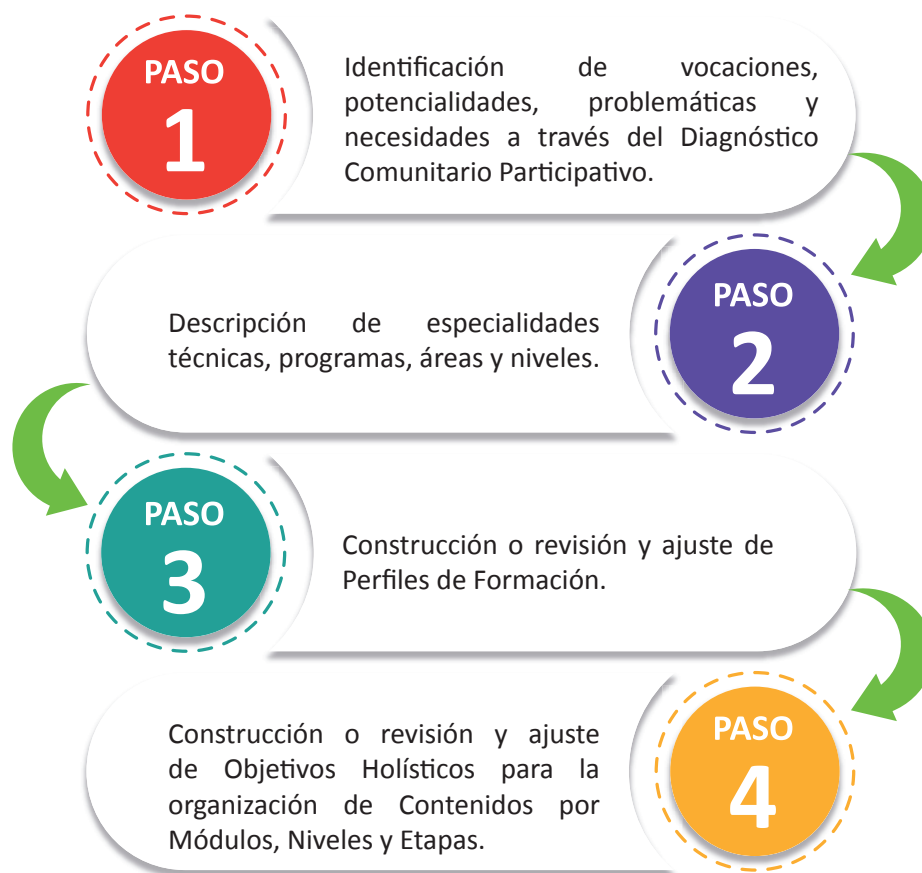 PASO
1
Identificación de vocaciones,
potencialidades, problemáticas y
necesidades a través del Diagnóstico
Comunitario Participativo.
PASO
2
Descripción de especialidades
técnicas, programas, áreas y niveles.
PASO
3
Construcción o revisión y ajuste de
Perfiles de Formación.
PASO
4
Construcción o revisión y ajuste
de Objetivos Holísticos para la
organización de Contenidos por
Módulos, Niveles y Etapas.